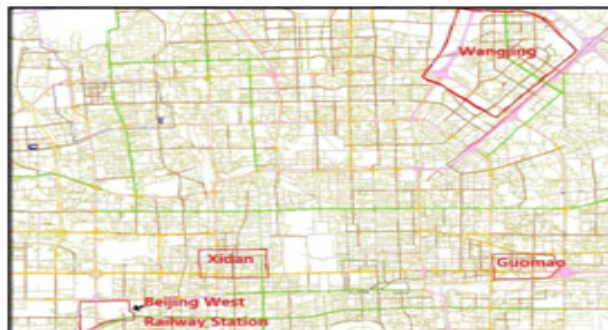 Wangjing
Xidan
Guomao
Beijing West
Railway Station